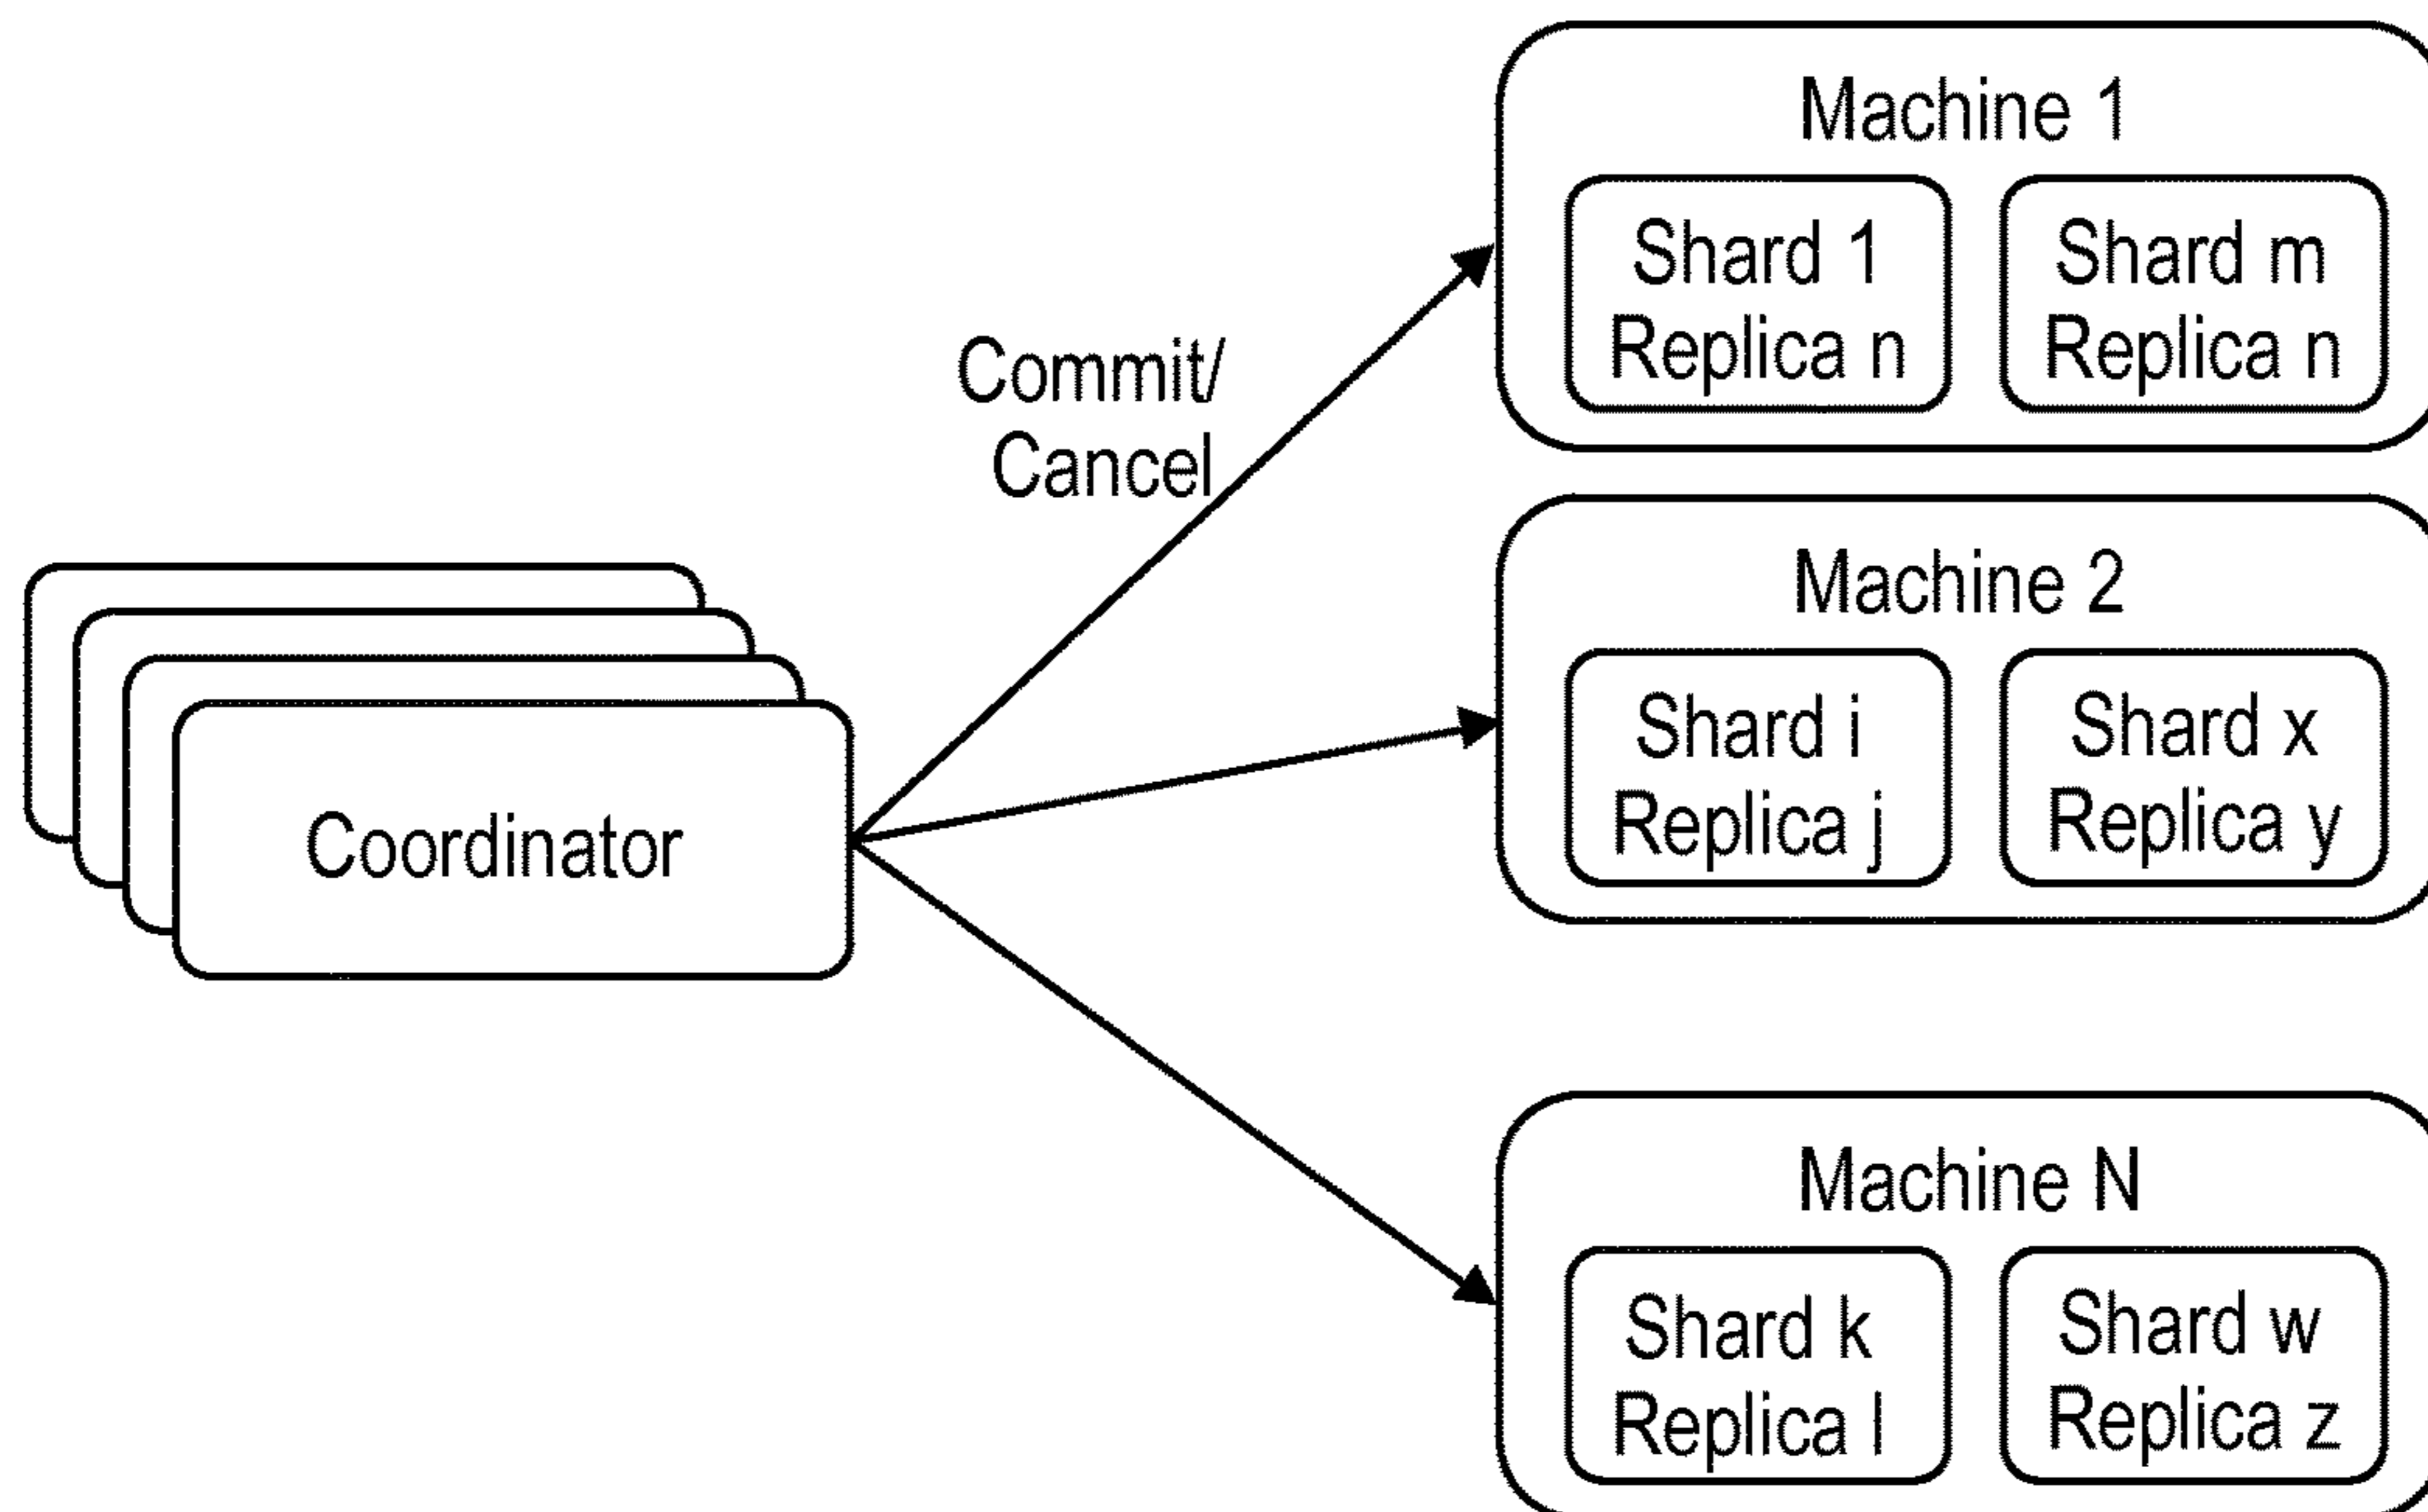 Machine 1
Shard 1
Replica n
Shard m
Replica n
Commit/
Cancel
Machine 2
Shard i
Replica j
Shard x
Replica y
Coordinator
Machine N
Shard k
Replica l
Shard w
Replica z